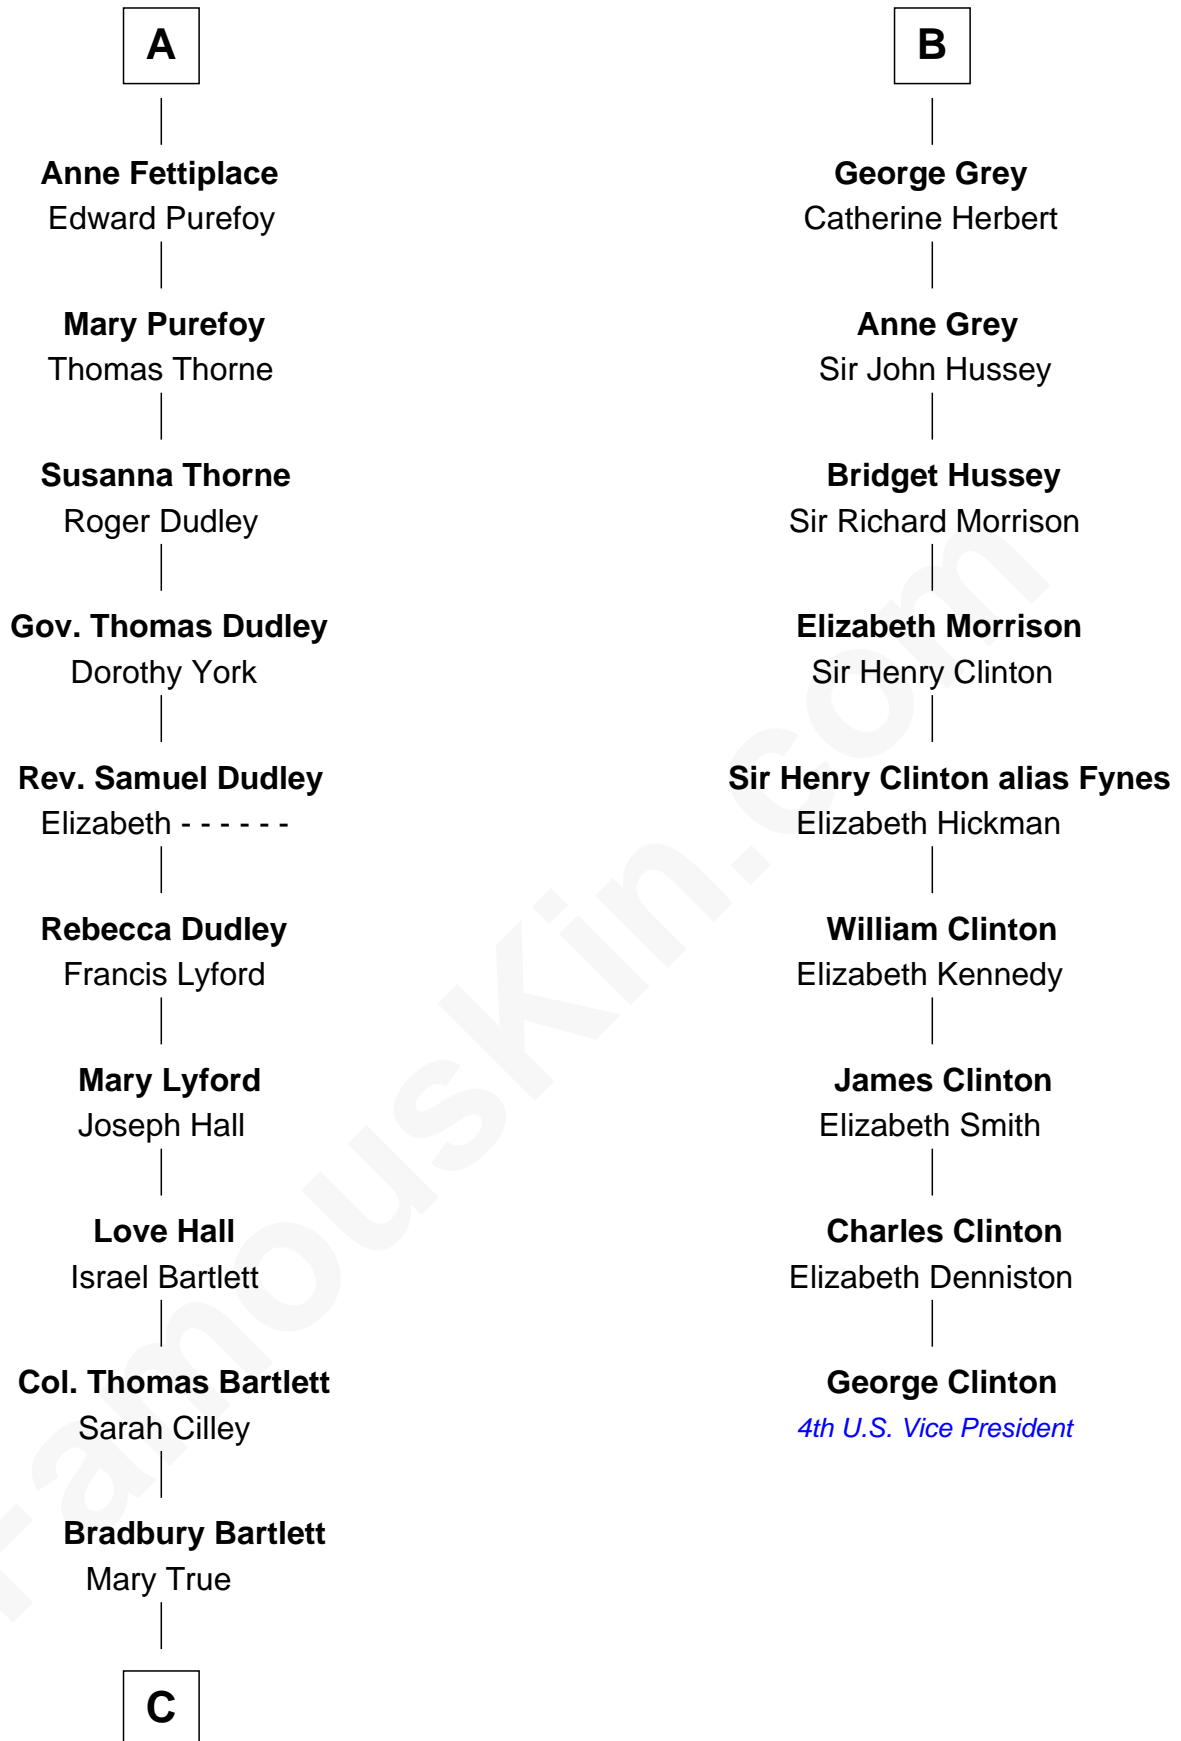 A
Anne Fettiplace
Edward Purefoy
Mary Purefoy
Thomas Thorne
Susanna Thorne
Roger Dudley
Gov. Thomas Dudley
Dorothy York
Rev. Samuel Dudley
Elizabeth - - - - - -
Rebecca Dudley
Francis Lyford
Mary Lyford
Joseph Hall
Love Hall
Israel Bartlett
Col. Thomas Bartlett
Sarah Cilley
Bradbury Bartlett
Mary True
C
B
George Grey
Catherine Herbert
Anne Grey
Sir John Hussey
Bridget Hussey
Sir Richard Morrison
Elizabeth Morrison
Sir Henry Clinton
Sir Henry Clinton alias Fynes
Elizabeth Hickman
William Clinton
Elizabeth Kennedy
James Clinton
Elizabeth Smith
Charles Clinton
Elizabeth Denniston
George Clinton
4th U.S. Vice President
FamousKin.com